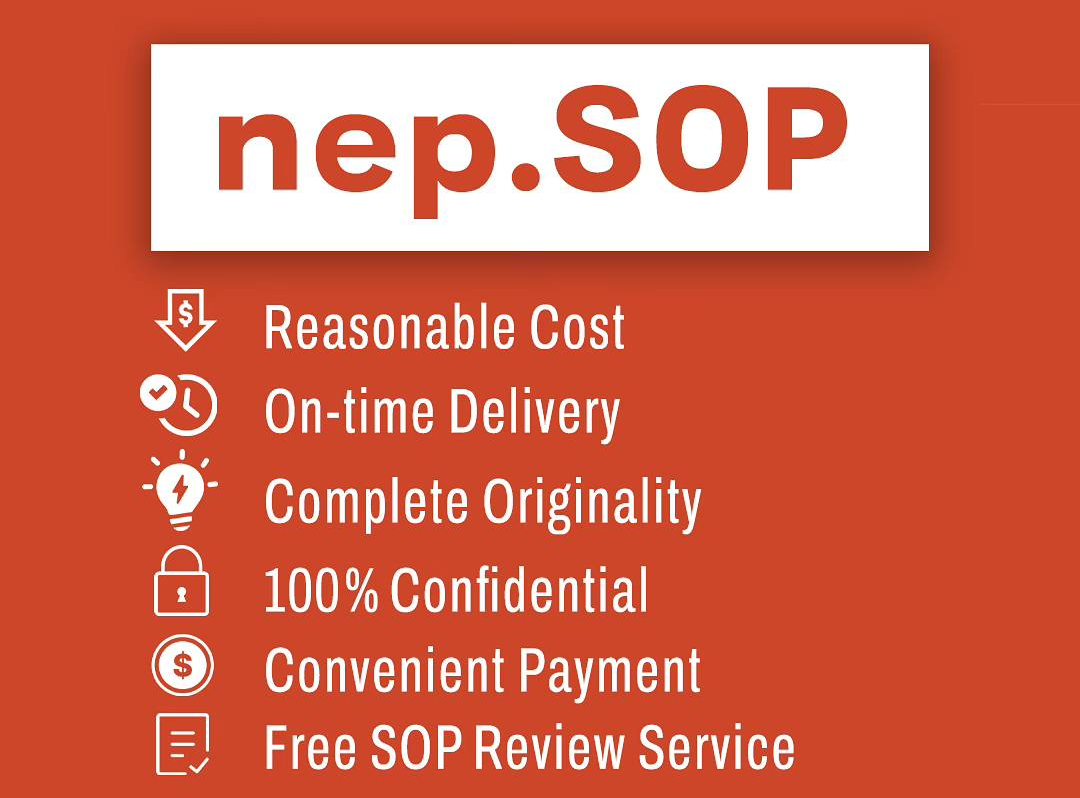 nep.SOP
Reasonable Cost
On-time Delivery
Complete Originality
100% Confidential
Convenient Payment
Free SOP Review Service